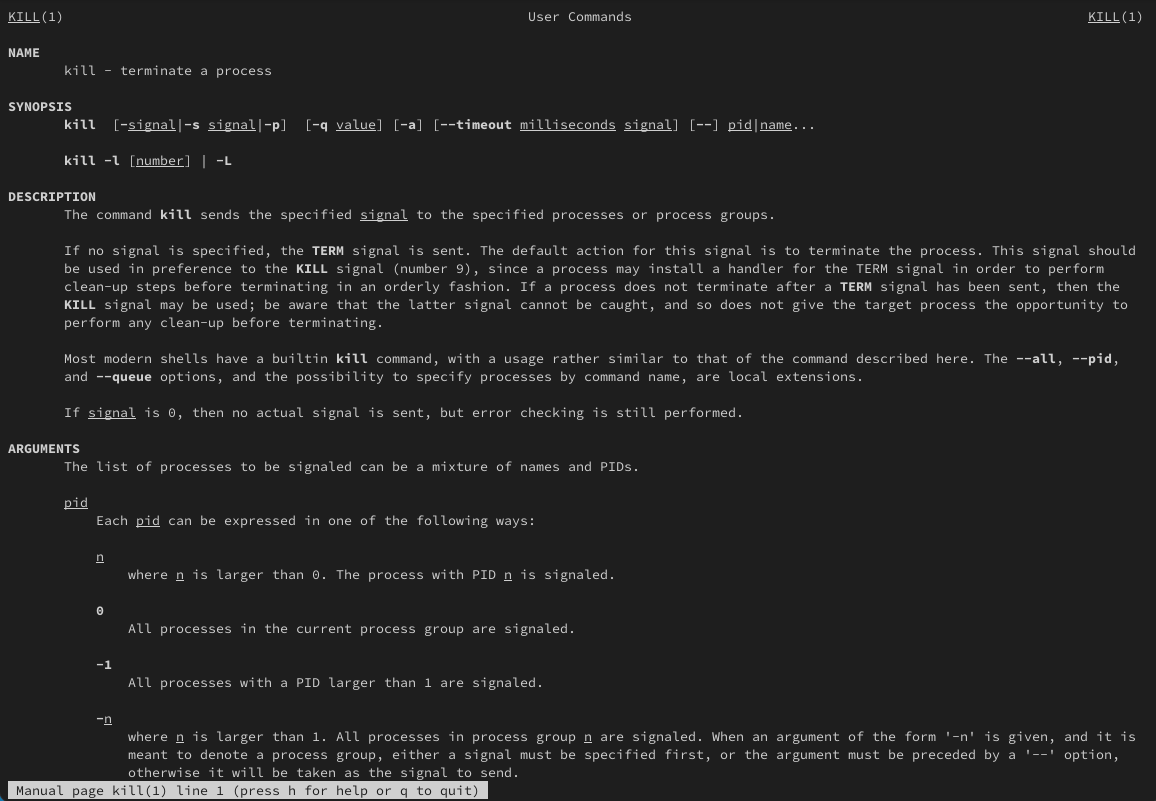 KILL(1) User Commands KILL(1)
NAME
kill - terminate a process
SYNOPSIS
kill [-signal|-s signal|-p] [-q value] [-a] [--timeout milliseconds signal] [--] pid|name...
kill -l [number] | -L
DESCRIPTION
The command kill sends the specified signal to the specified processes or process groups.
If no signal is specified, the TERM signal is sent. The default action for this signal is to terminate the process. This signal should
be used in preference to the KILL signal (number 9), since a process may install a handler for the TERM signal in order to perform
clean-up steps before terminating in an orderly fashion. If a process does not terminate after a TERM signal has been sent, then the
KILL signal may be used; be aware that the latter signal cannot be caught, and so does not give the target process the opportunity to
perform any clean-up before terminating.
Most modern shells have a builtin kill command, with a usage rather similar to that of the command described here. The --all, --pid,
and --queue options, and the possibility to specify processes by command name, are local extensions.
If signal is 0, then no actual signal is sent, but error checking is still performed.
ARGUMENTS
The list of processes to be signaled can be a mixture of names and PIDs.
pid
Each pid can be expressed in one of the following ways:
n
where n is larger than 0. The process with PID n is signaled.
0
All processes in the current process group are signaled.
-1
All processes with a PID larger than 1 are signaled.
-n
where n is larger than 1. All processes in process group n are signaled. When an argument of the form '-n' is given, and it is
meant to denote a process group, either a signal must be specified first, or the argument must be preceded by a '--' option,
otherwise it will be taken as the signal to send.
Manual page kill(1) line 1 (press h for help or q to quit)